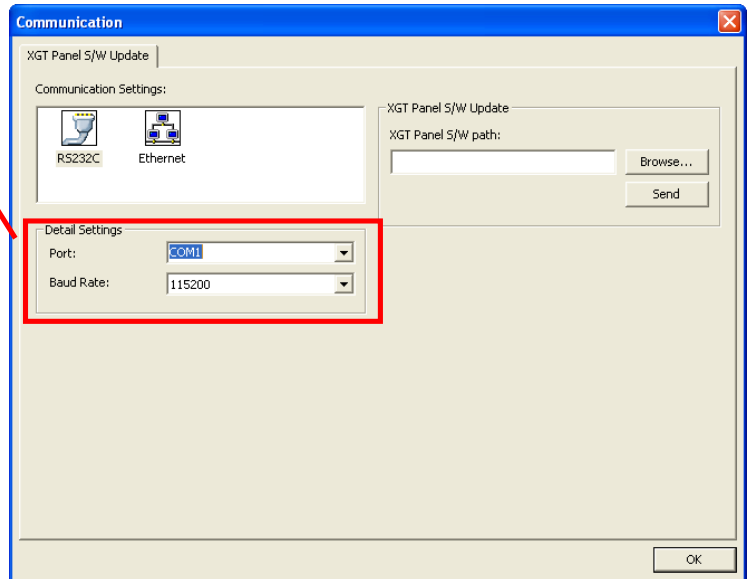 Communication
XGT Panel S/W Update
Communication Settings:
RS232C
Ethernet
XGT Panel S/W Update
XGT Panel S/W path:
Browse...
Send
Detail Settings
Port:
COM1
Baud Rate:
115200
OK